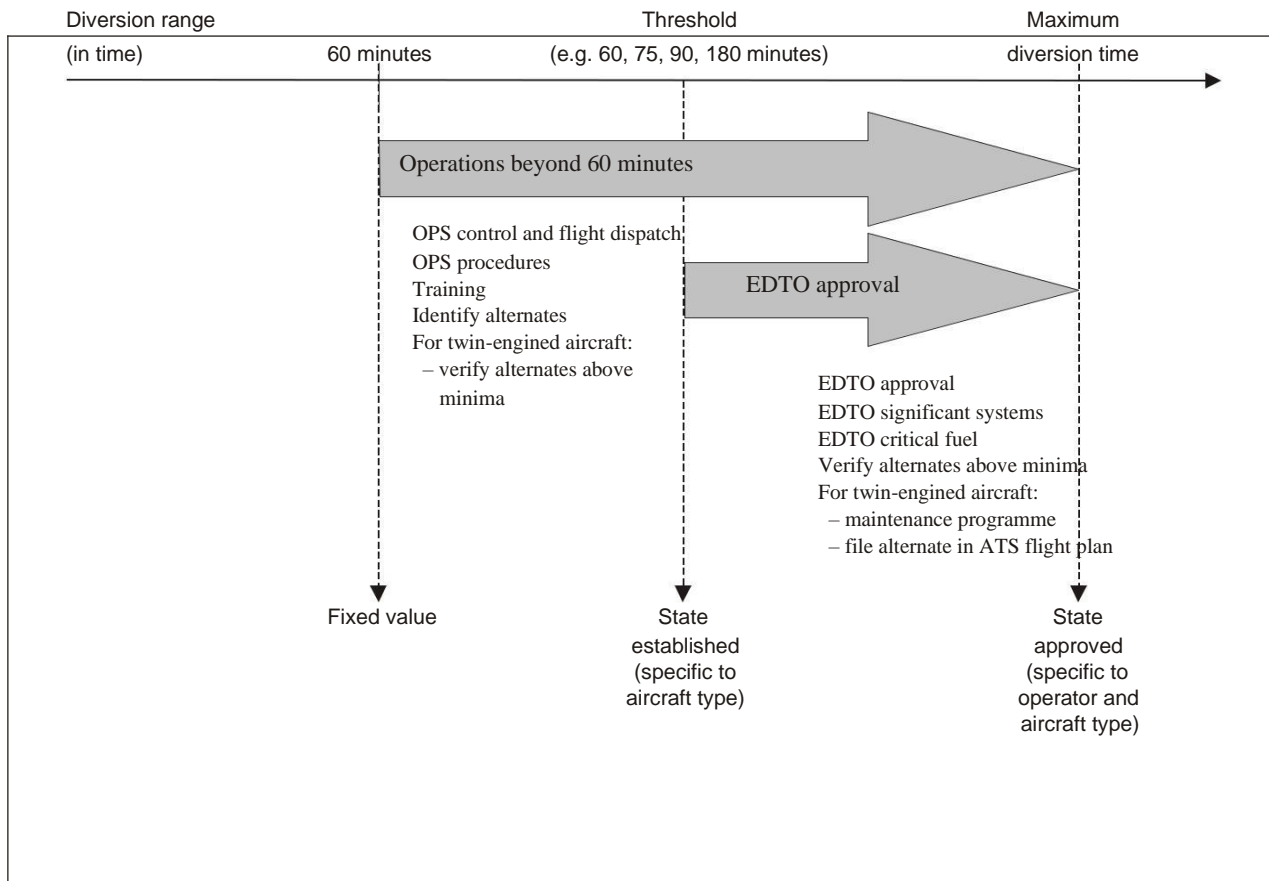 Diversion range
Threshold
Maximum
(in time)
60 minutes
(e.g. 60, 75, 90, 180 minutes)
diversion time
Operations beyond 60 minutes
OPS control and flight dispatch
OPS procedures
Training
Identify alternates
For twin-engined aircraft:
– verify alternates above
minima
EDTO approval
EDTO approval
EDTO significant systems
EDTO critical fuel
Verify alternates above minima
For twin-engined aircraft:
– maintenance programme
– file alternate in ATS flight plan
Fixed value
State
established
(specific to
aircraft type)
State
approved
(specific to
operator and
aircraft type)